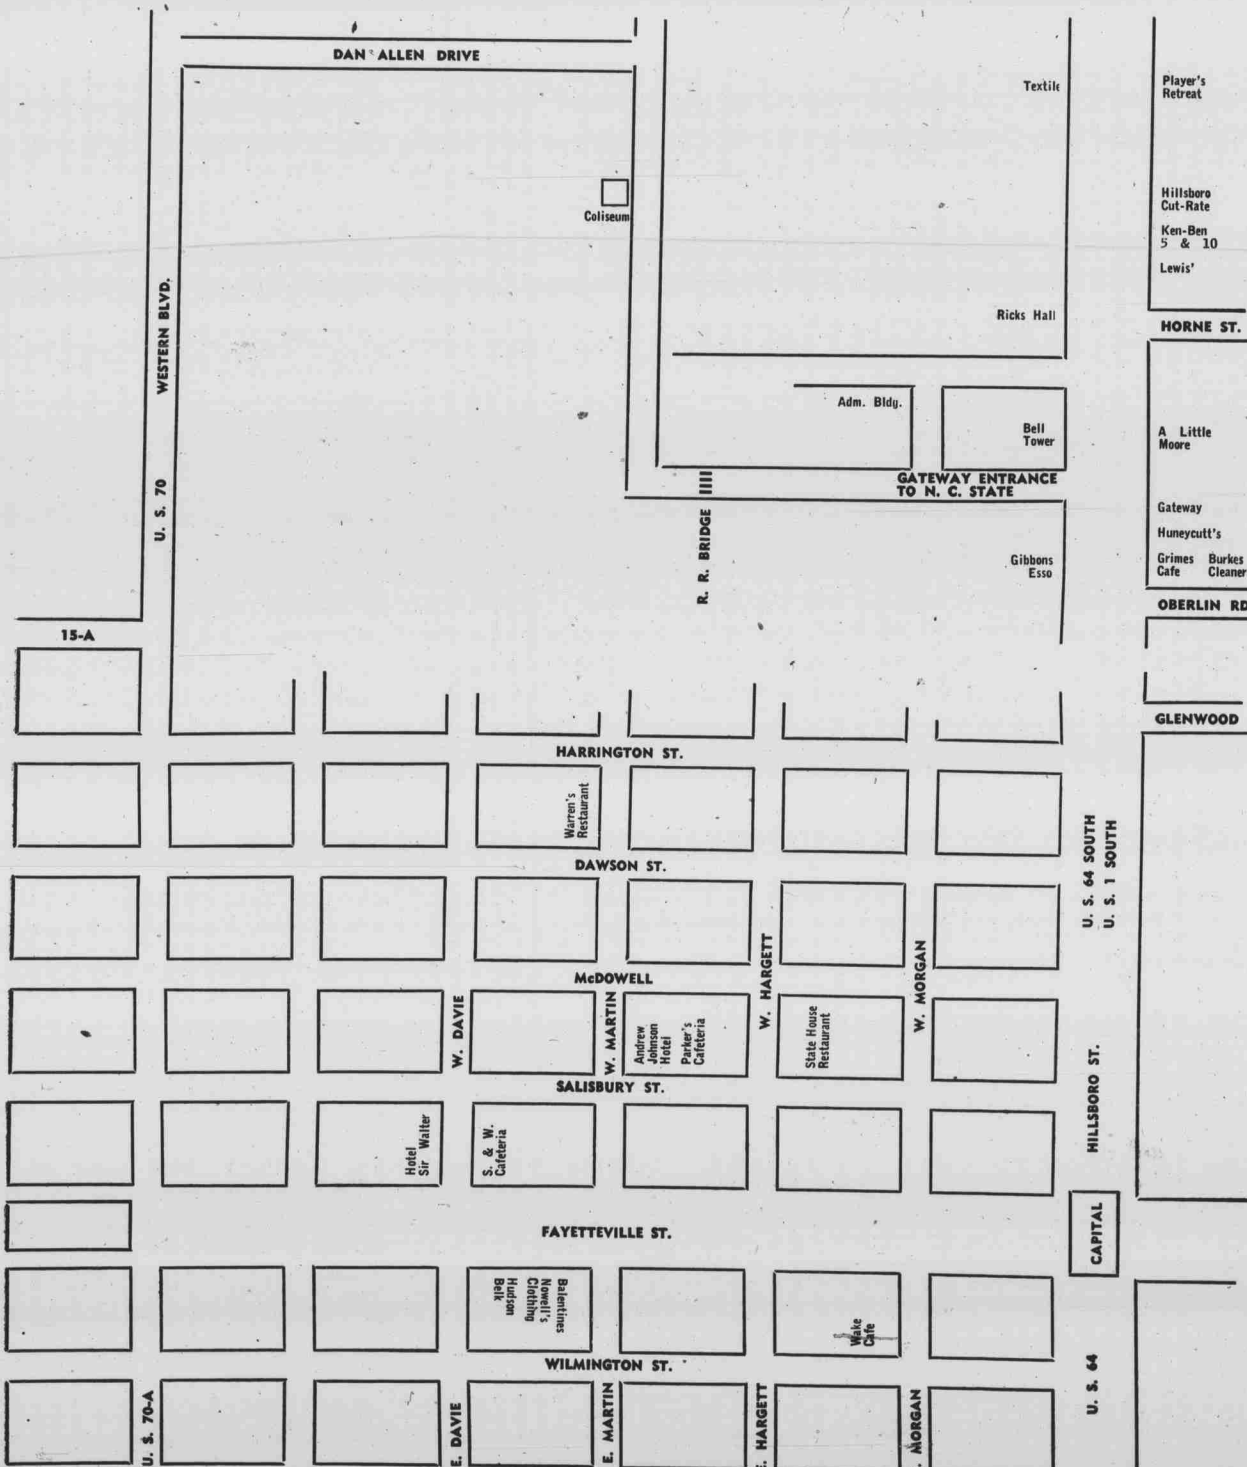 DAN ALLEN DRIVE
Textile
Player's
Retreat
Coliseum
Hillsboro
Cut-Rate
Ken-Ben
5 & 10
Lewis'
WESTERN BLVD.
U. S. 70
Ricks Hall
HORNE ST.
Adm. Bldg.
Bell
Tower
A Little
Moore
GATEWAY ENTRANCE
TO N. C. STATE
R. R. BRIDGE
Gateway
Huneycutt's
Grimes
Cafe
Burkes
Cleaner
Gibbons
Esso
OBERLIN RD
15-A
GLENWOOD
HARRINGTON ST.
Warren's
Restaurant
DAWSON ST.
U. S. 64 SOUTH
U. S. 1 SOUTH
McDOWELL
W. DAVIE
W. MARTIN
W. HARGETT
W. MORGAN
Andrew
Johnson
Hotel
Parker's
Cafeteria
State House
Restaurant
SALISBURY ST.
HILLSBORO ST.
Hotel
Sir Walter
S. & W.
Cafeteria
FAYETTEVILLE ST.
CAPITAL
Balentines
Nowell's
Clothing
Hudson
Belk
Wake
Cafe
WILMINGTON ST.
U. S. 70-A
E. DAVIE
E. MARTIN
E. HARGETT
. MORGAN
U. S. 64